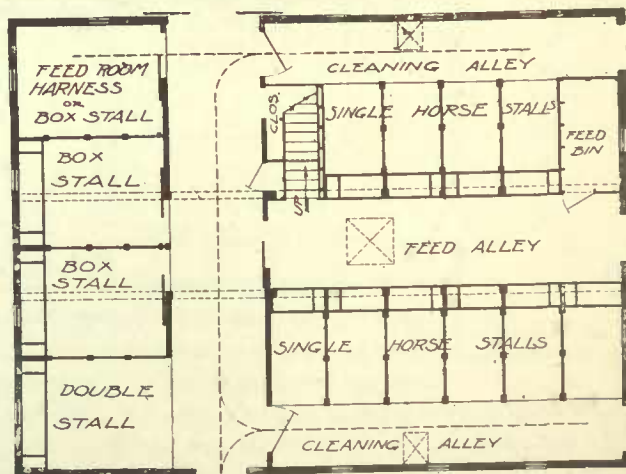 FEED ROOM
HARNESS
OR
BOX STALL
BOX
STALL
BOX
STALL
DOUBLE
STALL
CLEANING ALLEY
CLOS.
SINGLE HORSE STALLS
FEED
BIN
UP
FEED ALLEY
SINGLE HORSE STALLS
CLEANING ALLEY